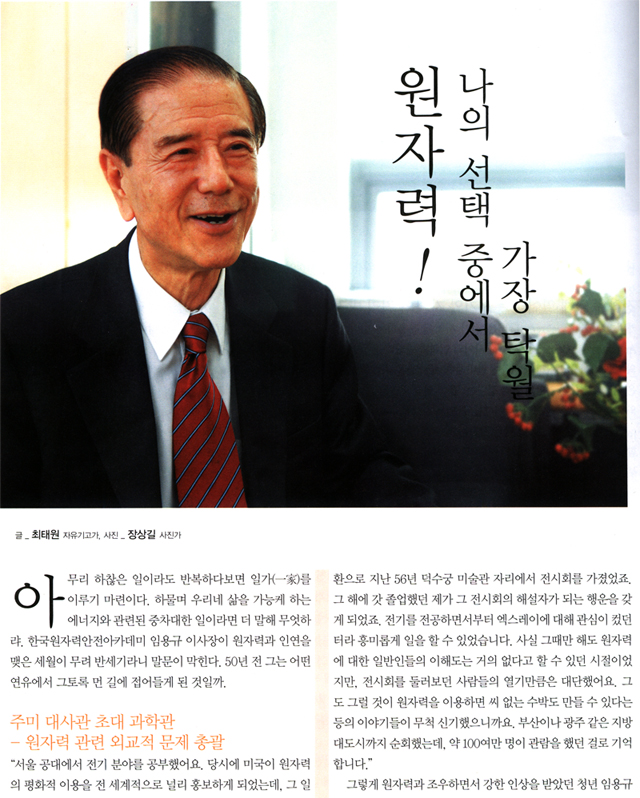 원자력!
나의 선택 중에서
가장 탁월
글 _ 최태원 자유기고가, 사진 _ 장상길 사진가
아무리 하찮은 일이라도 반복하다보면 일가(一家)를
이루기 마련이다. 하물며 우리네 삶을 가능케 하는
에너지와 관련된 중차대한 일이라면 더 말해 무엇하
랴. 한국원자력안전아카데미 임용규 이사장이 원자력과 인연을
맺은 세월이 무려 반세기라니 말문이 막힌다. 50년 전 그는 어떤
연유에서 그토록 먼 길에 접어들게 된 것일까.
주미 대사관 초대 과학관
– 원자력 관련 외교적 문제 총괄
“서울 공대에서 전기 분야를 공부했어요. 당시에 미국이 원자력
의 평화적 이용을 전 세계적으로 널리 홍보하게 되었는데, 그 일
환으로 지난 56년 덕수궁 미술관 자리에서 전시회를 가졌었죠.
그 해에 갓 졸업했던 제가 그 전시회의 해설자가 되는 행운을 갖
게 되었죠. 전기를 전공하면서부터 엑스레이에 대해 관심이 컸던
터라 흥미롭게 일을 할 수 있었습니다. 사실 그때만 해도 원자력
에 대한 일반인들의 이해도는 거의 없다고 할 수 있던 시절이었
지만, 전시회를 둘러보던 사람들의 열기만큼은 대단했어요. 그
도 그럴 것이 원자력을 이용하면 씨 없는 수박도 만들 수 있다는
등의 이야기들이 무척 신기했으니까요. 부산이나 광주 같은 지방
대도시까지 순회했는데, 약 100여만 명이 관람을 했던 걸로 기억
합니다.”
그렇게 원자력과 조우하면서 강한 인상을 받았던 청년 임용규